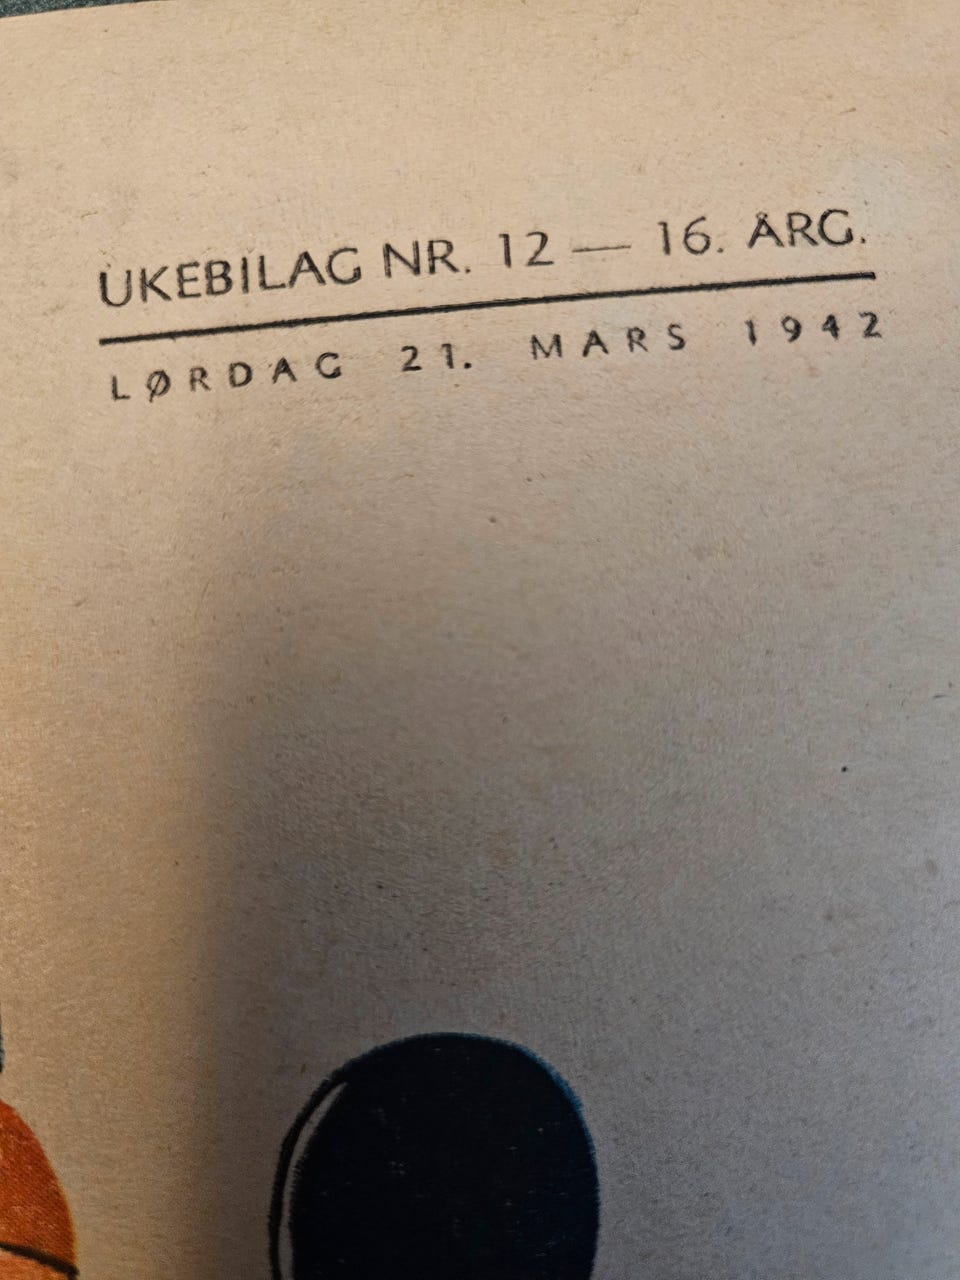 UKEBILAG NR. 12 — 16. ÅRG.
LØRDAG 21. MARS 1942